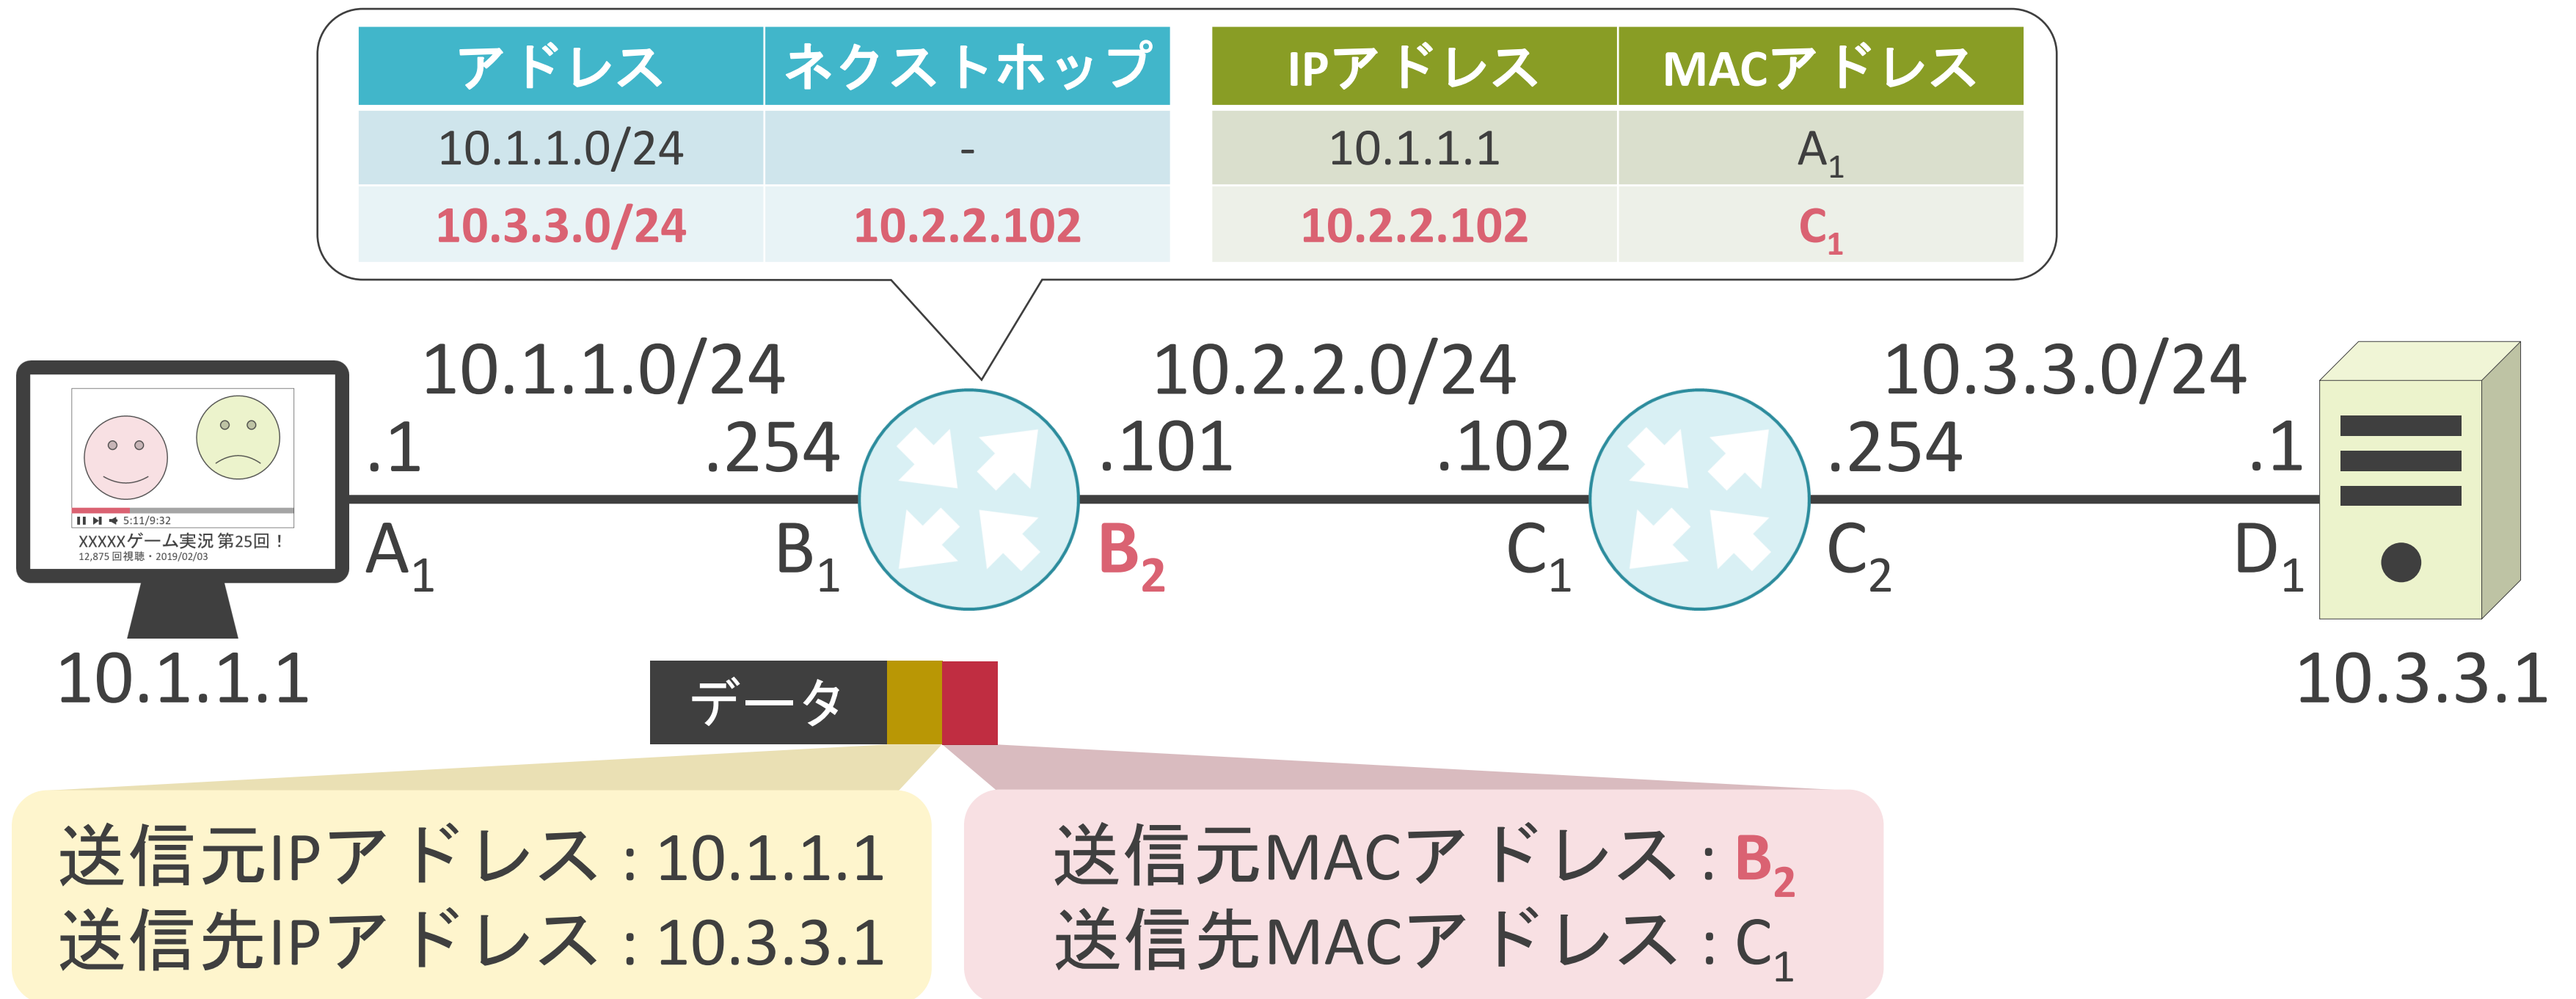 アドレス ネクストホップ
10.1.1.0/24 -
10.3.3.0/24 10.2.2.102
IPアドレス MACアドレス
10.1.1.1 A1
10.2.2.102 C1
10.1.1.0/24 10.2.2.0/24 10.3.3.0/24
.1 .254 .101 .102 .254 .1
A1 B1 B2 C1 C2 D1
5:11/9:32
XXXXXゲーム実況 第25回！
12,875 回視聴・2019/02/03
10.1.1.1
10.3.3.1
データ
送信元IPアドレス : 10.1.1.1
送信先IPアドレス : 10.3.3.1
送信元MACアドレス : B2
送信先MACアドレス : C1